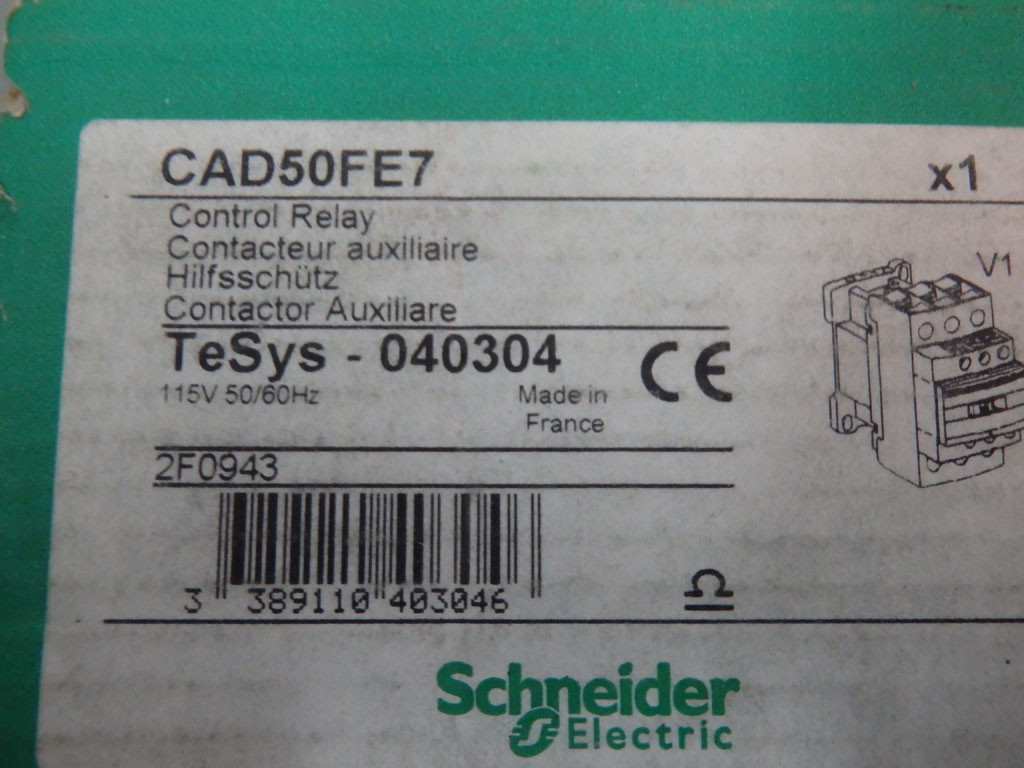 CAD50FE7 x1
Control Relay
Contacteur auxiliaire
Hilfsschütz
Contactor Auxiliare
V1
TeSys - 040304
CE
115V 50/60Hz
Made in
France
2F0943
3 389110 403046
Schneider
Electric